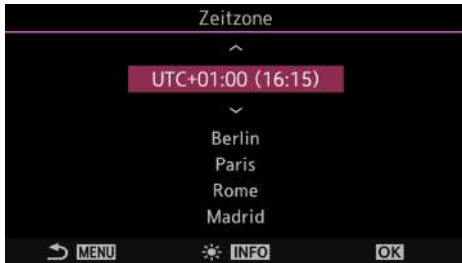 Zeitzone
UTC+01:00 (16:15)
Berlin
Paris
Rome
Madrid
MENU INFO OK